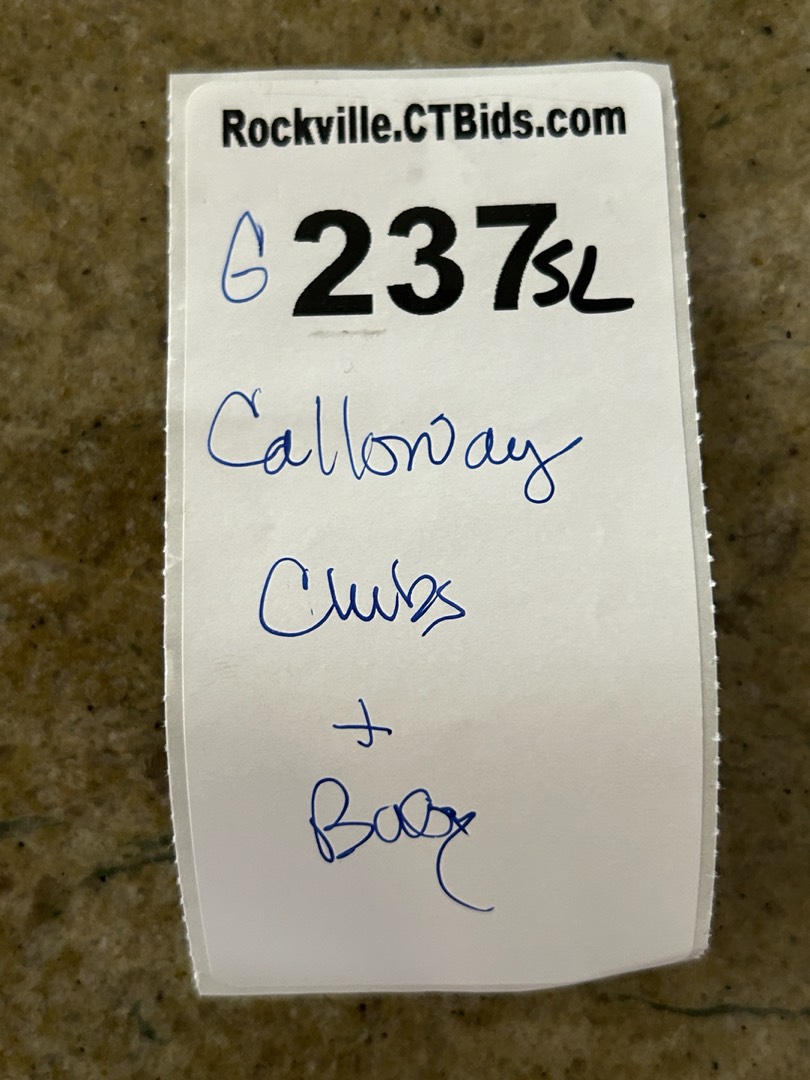 Rockville.CTBids.com
G 237SL
Calloway
Clubs
+
Bag